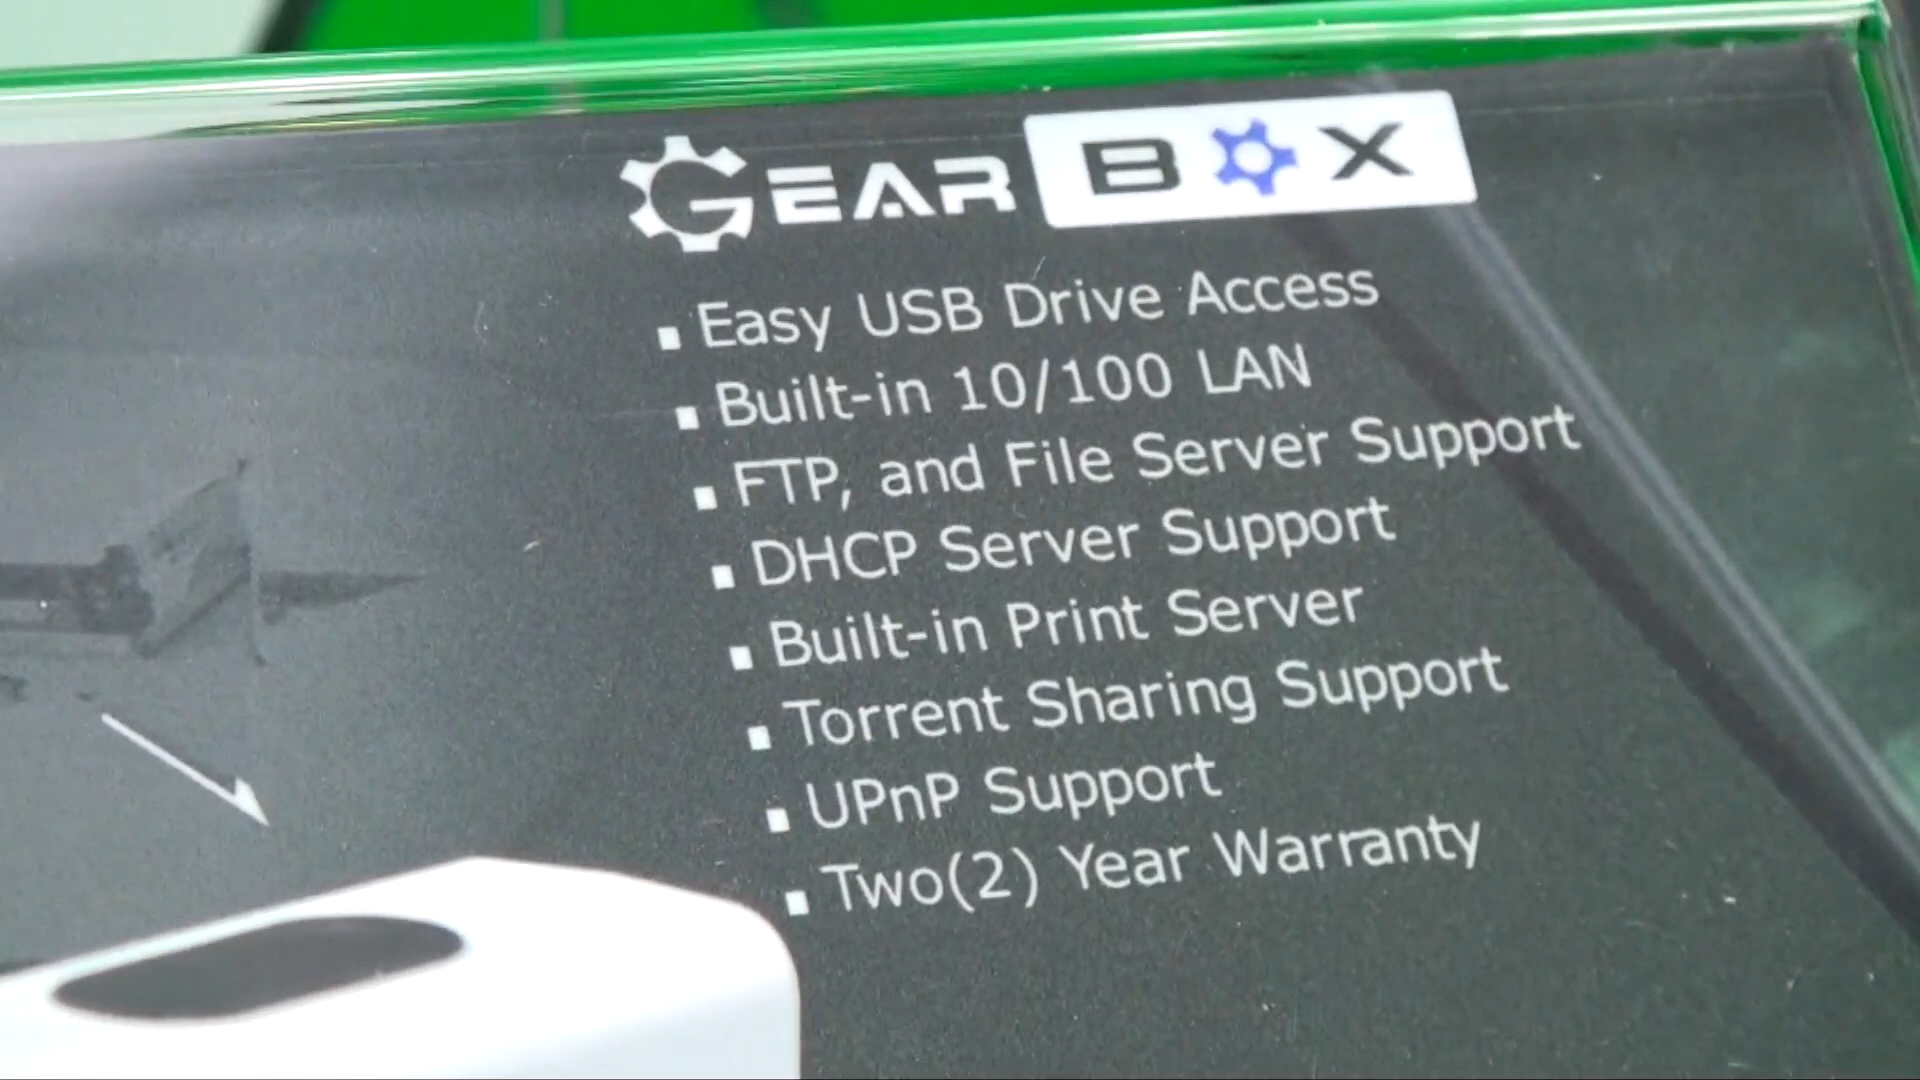 GEAR BOX
▪ Easy USB Drive Access
▪ Built-in 10/100 LAN
▪ FTP, and File Server Support
▪ DHCP Server Support
▪ Built-in Print Server
▪ Torrent Sharing Support
▪ UPnP Support
▪ Two(2) Year Warranty